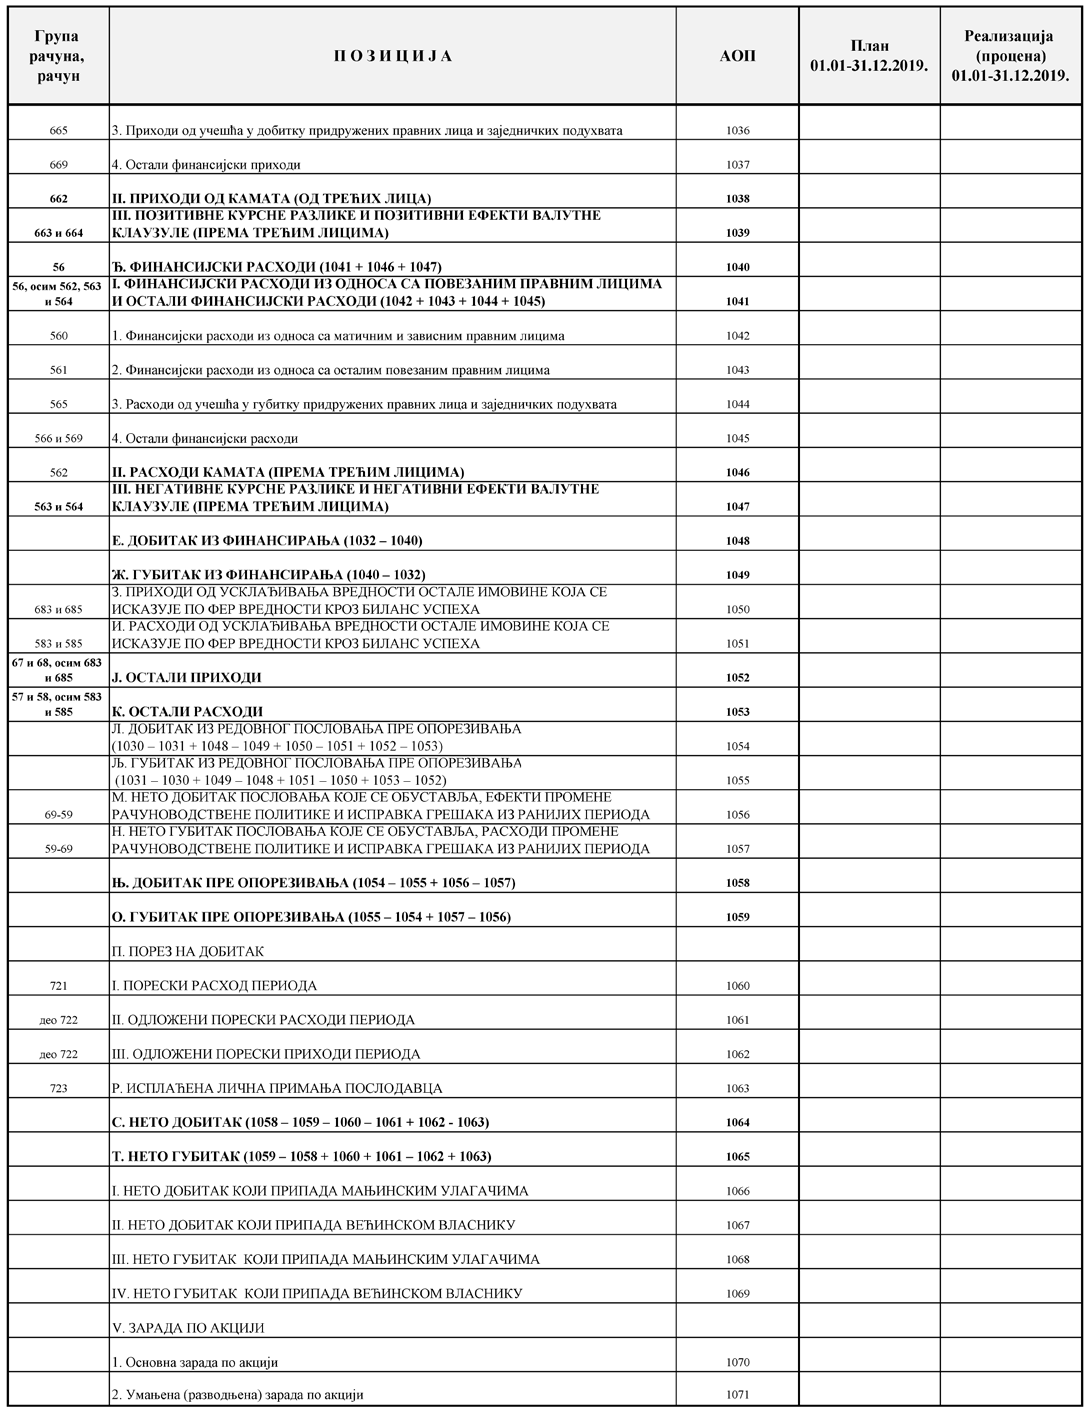 Група рачуна, рачун П О З И Ц И Ј А АОП План 01.01-31.12.2019. Реализација (процена) 01.01-31.12.2019.
665 3. Приходи од учешћа у добитку придружених правних лица и заједничких подухвата 1036
669 4. Остали финансијски приходи 1037
662 II. ПРИХОДИ ОД КАМАТА (ОД ТРЕЋИХ ЛИЦА) 1038
III. ПОЗИТИВНЕ КУРСНЕ РАЗЛИКЕ И ПОЗИТИВНИ ЕФЕКТИ ВАЛУТНЕ
663 и 664 КЛАУЗУЛЕ (ПРЕМА ТРЕЋИМ ЛИЦИМА) 1039
56 Ђ. ФИНАНСИЈСКИ РАСХОДИ (1041 + 1046 + 1047) 1040
56, осим 562, 563 I. ФИНАНСИЈСКИ РАСХОДИ ИЗ ОДНОСА СА ПОВЕЗАНИМ ПРАВНИМ ЛИЦИМА
и 564 И ОСТАЛИ ФИНАНСИЈСКИ РАСХОДИ (1042 + 1043 + 1044 + 1045) 1041
560 1. Финансијски расходи из односа са матичним и зависним правним лицима 1042
561 2. Финансијски расходи из односа са осталим повезаним правним лицима 1043
565 3. Расходи од учешћа у губитку придружених правних лица и заједничких подухвата 1044
566 и 569 4. Остали финансијски расходи 1045
562 II. РАСХОДИ КАМАТА (ПРЕМА ТРЕЋИМ ЛИЦИМА) 1046
III. НЕГАТИВНЕ КУРСНЕ РАЗЛИКЕ И НЕГАТИВНИ ЕФЕКТИ ВАЛУТНЕ
563 и 564 КЛАУЗУЛЕ (ПРЕМА ТРЕЋИМ ЛИЦИМА) 1047
Е. ДОБИТАК ИЗ ФИНАНСИРАЊА (1032 – 1040) 1048
Ж. ГУБИТАК ИЗ ФИНАНСИРАЊА (1040 – 1032) 1049
З. ПРИХОДИ ОД УСКЛАЂИВАЊА ВРЕДНОСТИ ОСТАЛЕ ИМОВИНЕ КОЈА СЕ
683 и 685 ИСКАЗУЈЕ ПО ФЕР ВРЕДНОСТИ КРОЗ БИЛАНС УСПЕХА 1050
И. РАСХОДИ ОД УСКЛАЂИВАЊА ВРЕДНОСТИ ОСТАЛЕ ИМОВИНЕ КОЈА СЕ
583 и 585 ИСКАЗУЈЕ ПО ФЕР ВРЕДНОСТИ КРОЗ БИЛАНС УСПЕХА 1051
67 и 68, осим 683
и 685 Ј. ОСТАЛИ ПРИХОДИ 1052
57 и 58, осим 583
и 585 К. ОСТАЛИ РАСХОДИ 1053
Л. ДОБИТАК ИЗ РЕДОВНОГ ПОСЛОВАЊА ПРЕ ОПОРЕЗИВАЊА
(1030 – 1031 + 1048 – 1049 + 1050 – 1051 + 1052 – 1053) 1054
Љ. ГУБИТАК ИЗ РЕДОВНОГ ПОСЛОВАЊА ПРЕ ОПОРЕЗИВАЊА
(1031 – 1030 + 1049 – 1048 + 1051 – 1050 + 1053 – 1052) 1055
М. НЕТО ДОБИТАК ПОСЛОВАЊА КОЈЕ СЕ ОБУСТАВЉА, ЕФЕКТИ ПРОМЕНЕ
69-59 РАЧУНОВОДСТВЕНЕ ПОЛИТИКЕ И ИСПРАВКА ГРЕШАКА ИЗ РАНИЈИХ ПЕРИОДА 1056
Н. НЕТО ГУБИТАК ПОСЛОВАЊА КОЈЕ СЕ ОБУСТАВЉА, РАСХОДИ ПРОМЕНЕ
59-69 РАЧУНОВОДСТВЕНЕ ПОЛИТИКЕ И ИСПРАВКА ГРЕШАКА ИЗ РАНИЈИХ ПЕРИОДА 1057
Њ. ДОБИТАК ПРЕ ОПОРЕЗИВАЊА (1054 – 1055 + 1056 – 1057) 1058
О. ГУБИТАК ПРЕ ОПОРЕЗИВАЊА (1055 – 1054 + 1057 – 1056) 1059
П. ПОРЕЗ НА ДОБИТАК
721 I. ПОРЕСКИ РАСХОД ПЕРИОДА 1060
део 722 II. ОДЛОЖЕНИ ПОРЕСКИ РАСХОДИ ПЕРИОДА 1061
део 722 III. ОДЛОЖЕНИ ПОРЕСКИ ПРИХОДИ ПЕРИОДА 1062
723 Р. ИСПЛАЋЕНА ЛИЧНА ПРИМАЊА ПОСЛОДАВЦА 1063
С. НЕТО ДОБИТАК (1058 – 1059 – 1060 – 1061 + 1062 - 1063) 1064
Т. НЕТО ГУБИТАК (1059 – 1058 + 1060 + 1061 – 1062 + 1063) 1065
I. НЕТО ДОБИТАК КОЈИ ПРИПАДА МАЊИНСКИМ УЛАГАЧИМА 1066
II. НЕТО ДОБИТАК КОЈИ ПРИПАДА ВЕЋИНСКОМ ВЛАСНИКУ 1067
III. НЕТО ГУБИТАК КОЈИ ПРИПАДА МАЊИНСКИМ УЛАГАЧИМА 1068
IV. НЕТО ГУБИТАК КОЈИ ПРИПАДА ВЕЋИНСКОМ ВЛАСНИКУ 1069
V. ЗАРАДА ПО АКЦИЈИ
1. Основна зарада по акцији 1070
2. Умањена (разводњена) зарада по акцији 1071